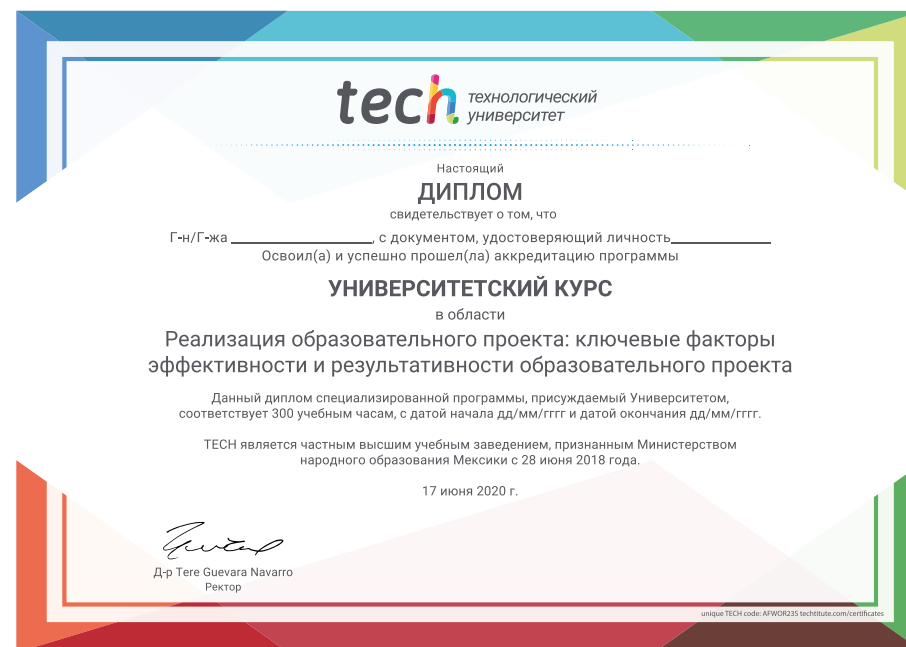 tech технологический
университет
Настоящий
ДИПЛОМ
свидетельствует о том, что
Г-н/Г-жа ____________________, с документом, удостоверяющий личность______________
Освоил(а) и успешно прошел(ла) аккредитацию программы
УНИВЕРСИТЕТСКИЙ КУРС
в области
Реализация образовательного проекта: ключевые факторы
эффективности и результативности образовательного проекта
Данный диплом специализированной программы, присуждаемый Университетом,
соответствует 300 учебным часам, с датой начала дд/мм/гггг и датой окончания дд/мм/гггг.
TECH является частным высшим учебным заведением, признанным Министерством
народного образования Мексики с 28 июня 2018 года.
17 июня 2020 г.
Д-р Tere Guevara Navarro
Ректор
unique TECH code: AFWOR23S techtitute.com/certificates